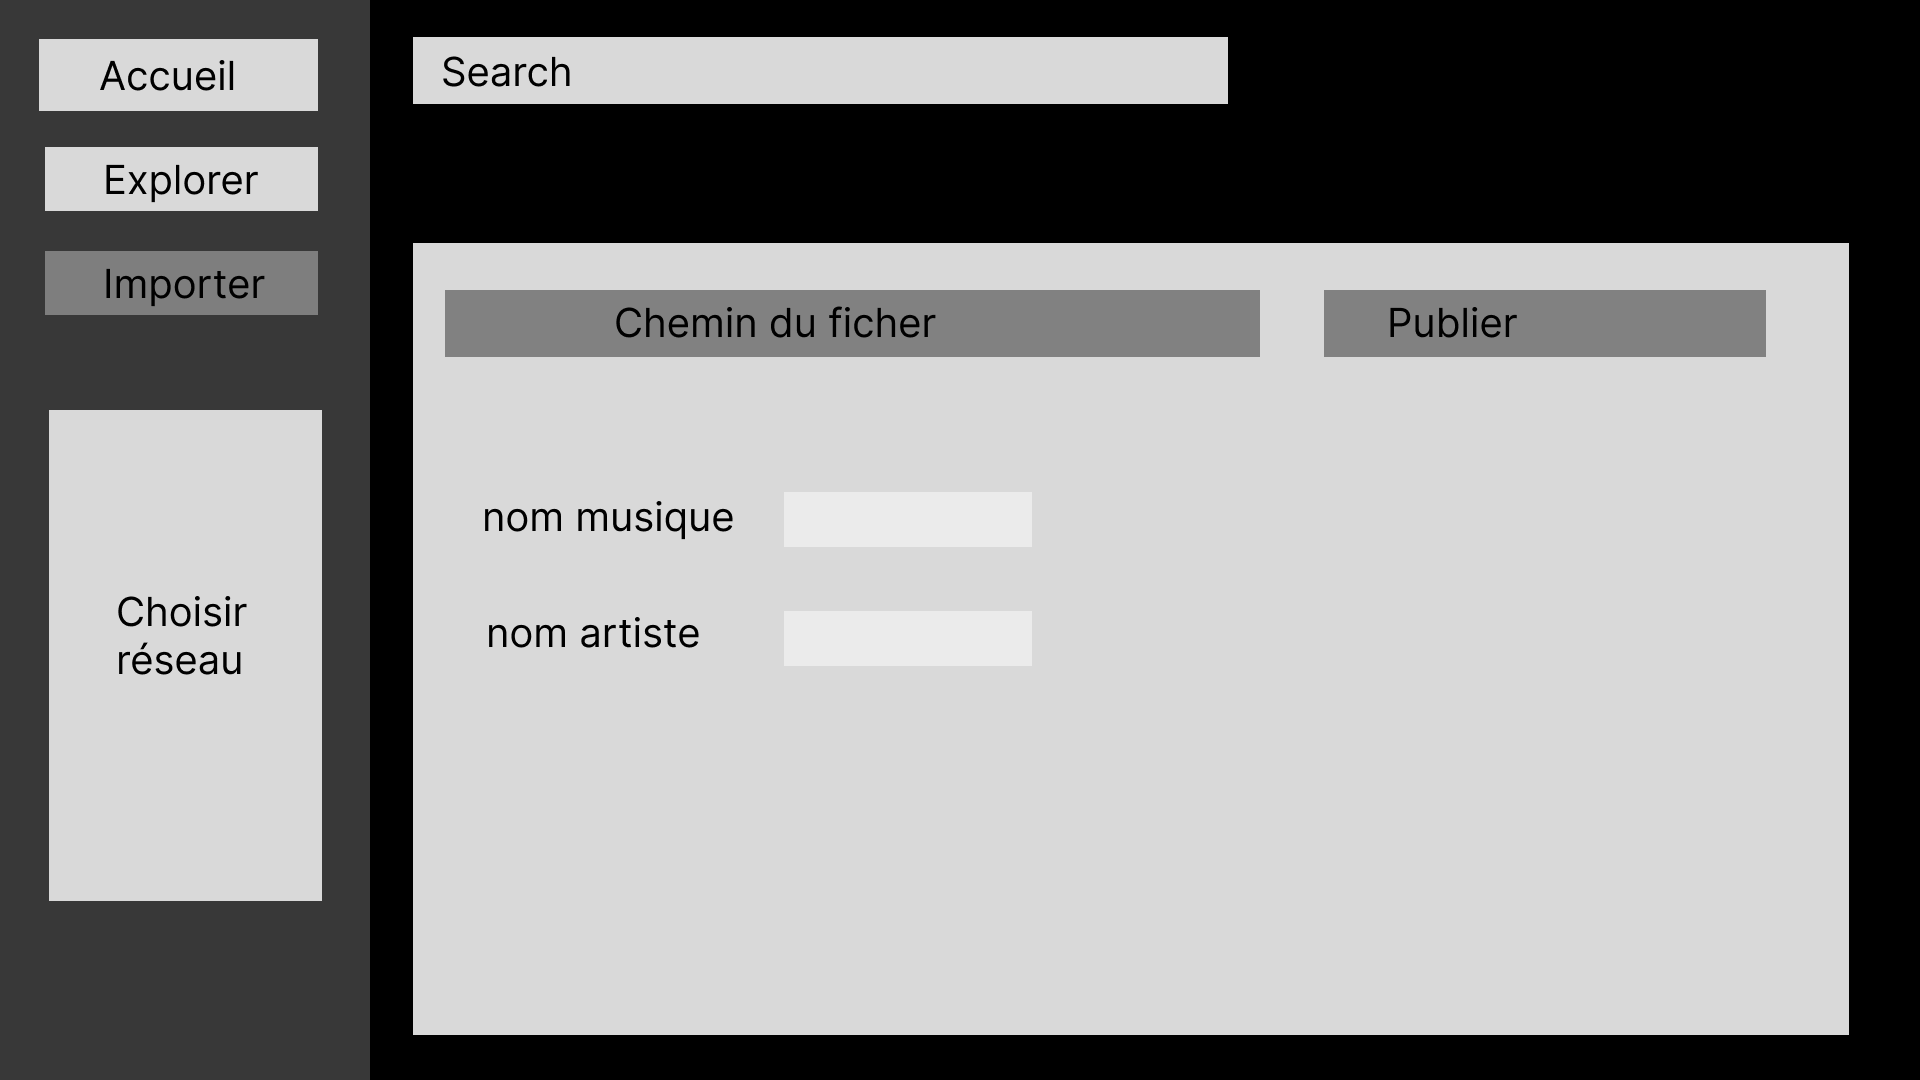 Accueil
Explorer
Importer
Choisir
réseau
Search
Chemin du ficher
Publier
nom musique
nom artiste